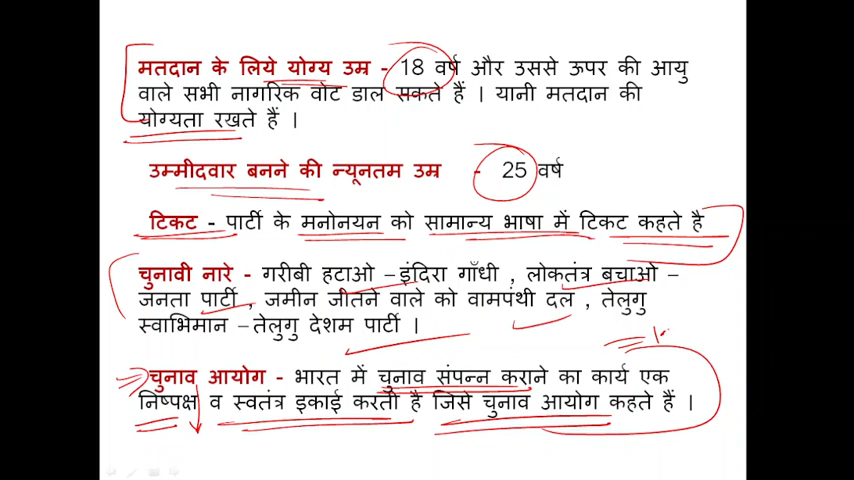 मतदान के लिये योग्य उम्र - 18 वर्ष और उससे ऊपर की आयु
वाले सभी नागरिक वोट डाल सकते हैं । यानी मतदान की
योग्यता रखते हैं ।
उम्मीदवार बनने की न्यूनतम उम्र - 25 वर्ष
टिकट - पार्टी के मनोनयन को सामान्य भाषा में टिकट कहते है
चुनावी नारे - गरीबी हटाओ –इंदिरा गाँधी , लोकतंत्र बचाओ –
जनता पार्टी , जमीन जीतने वाले को वामपंथी दल , तेलुगु
स्वाभिमान –तेलुगु देशम पार्टी ।
चुनाव आयोग - भारत में चुनाव संपन्न कराने का कार्य एक
निष्पक्ष व स्वतंत्र इकाई करती है जिसे चुनाव आयोग कहते हैं ।